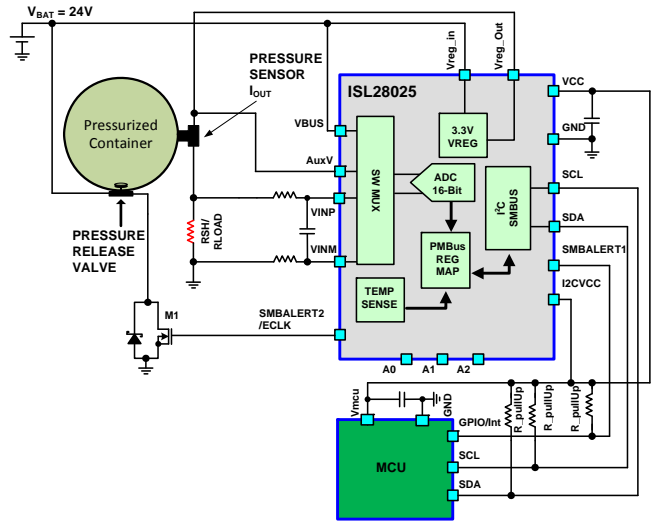 VBAT = 24V
PRESSURE
SENSOR
IOUT
Vreg_in
Vreg_Out
ISL28025
VCC
Pressurized
Container
VBUS
3.3V
VREG
GND
AuxV
SW MUX
ADC
16-Bit
I2C
SMBUS
SCL
VINP
SDA
RSH/
RLOAD
PMBus
REG
MAP
SMBALERT1
PRESSURE
RELEASE
VALVE
VINM
TEMP
SENSE
I2CVCC
M1
SMBALERT2
/ECLK
A0
A1
A2
Vmcu
GND
R_pullUp
R_pullUp
R_pullUp
GPIO/Int
MCU
SCL
SDA